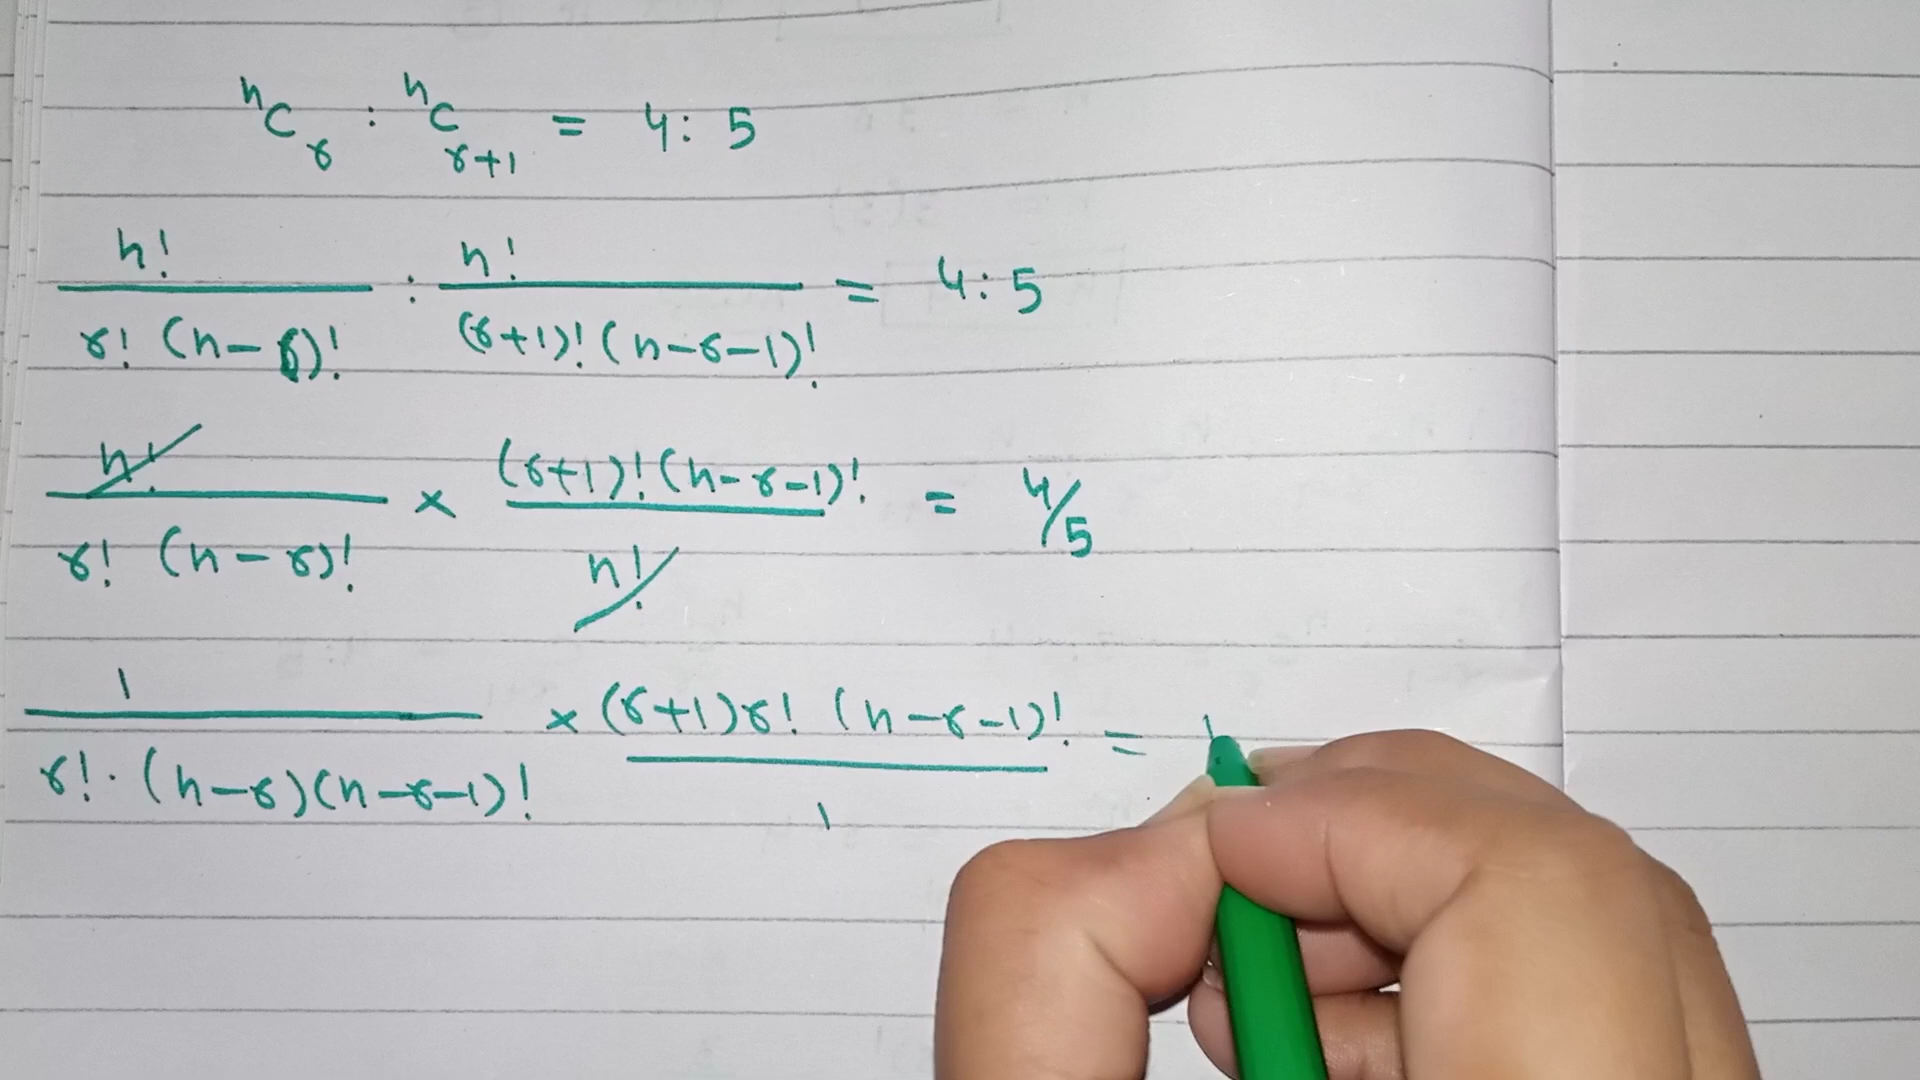 ⁿCᵣ : ⁿCᵣ₊₁ = 4 : 5
n! / r! (n-r)! : n! / (r+1)! (n-r-1)! = 4 : 5
n! / r! (n-r)! × (r+1)! (n-r-1)! / n! = 4/5
1 / r! · (n-r)(n-r-1)! × (r+1)r! (n-r-1)! / 1 =